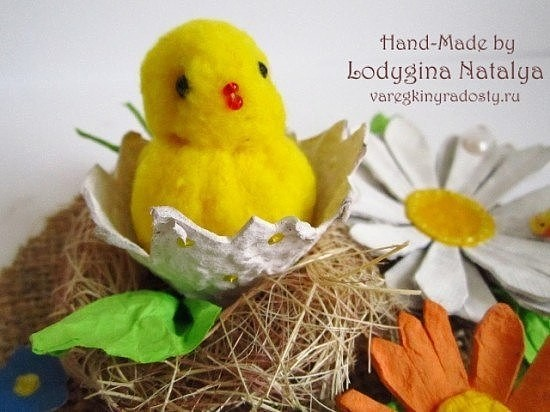 Hand-Made by
Lodygina Natalya
varegkinyradosty.ru